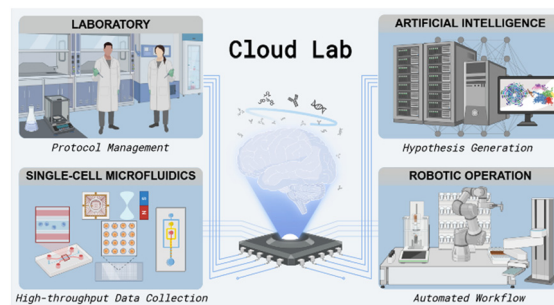 LABORATORY
Protocol Management
Cloud Lab
ARTIFICIAL INTELLIGENCE
Hypothesis Generation
SINGLE-CELL MICROFLUIDICS
High-throughput Data Collection
ROBOTIC OPERATION
Automated Workflow